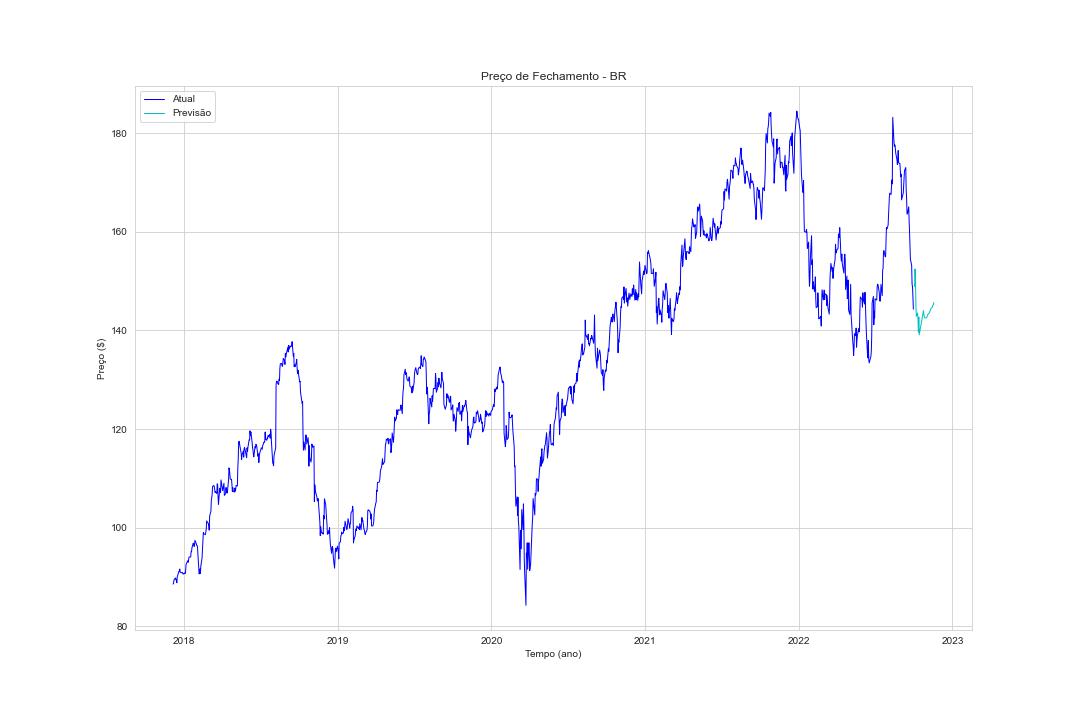 Preço de Fechamento - BR
Atual
Previsão
180
160
140
120
100
80
Preço ($)
2018 2019 2020 2021 2022 2023
Tempo (ano)